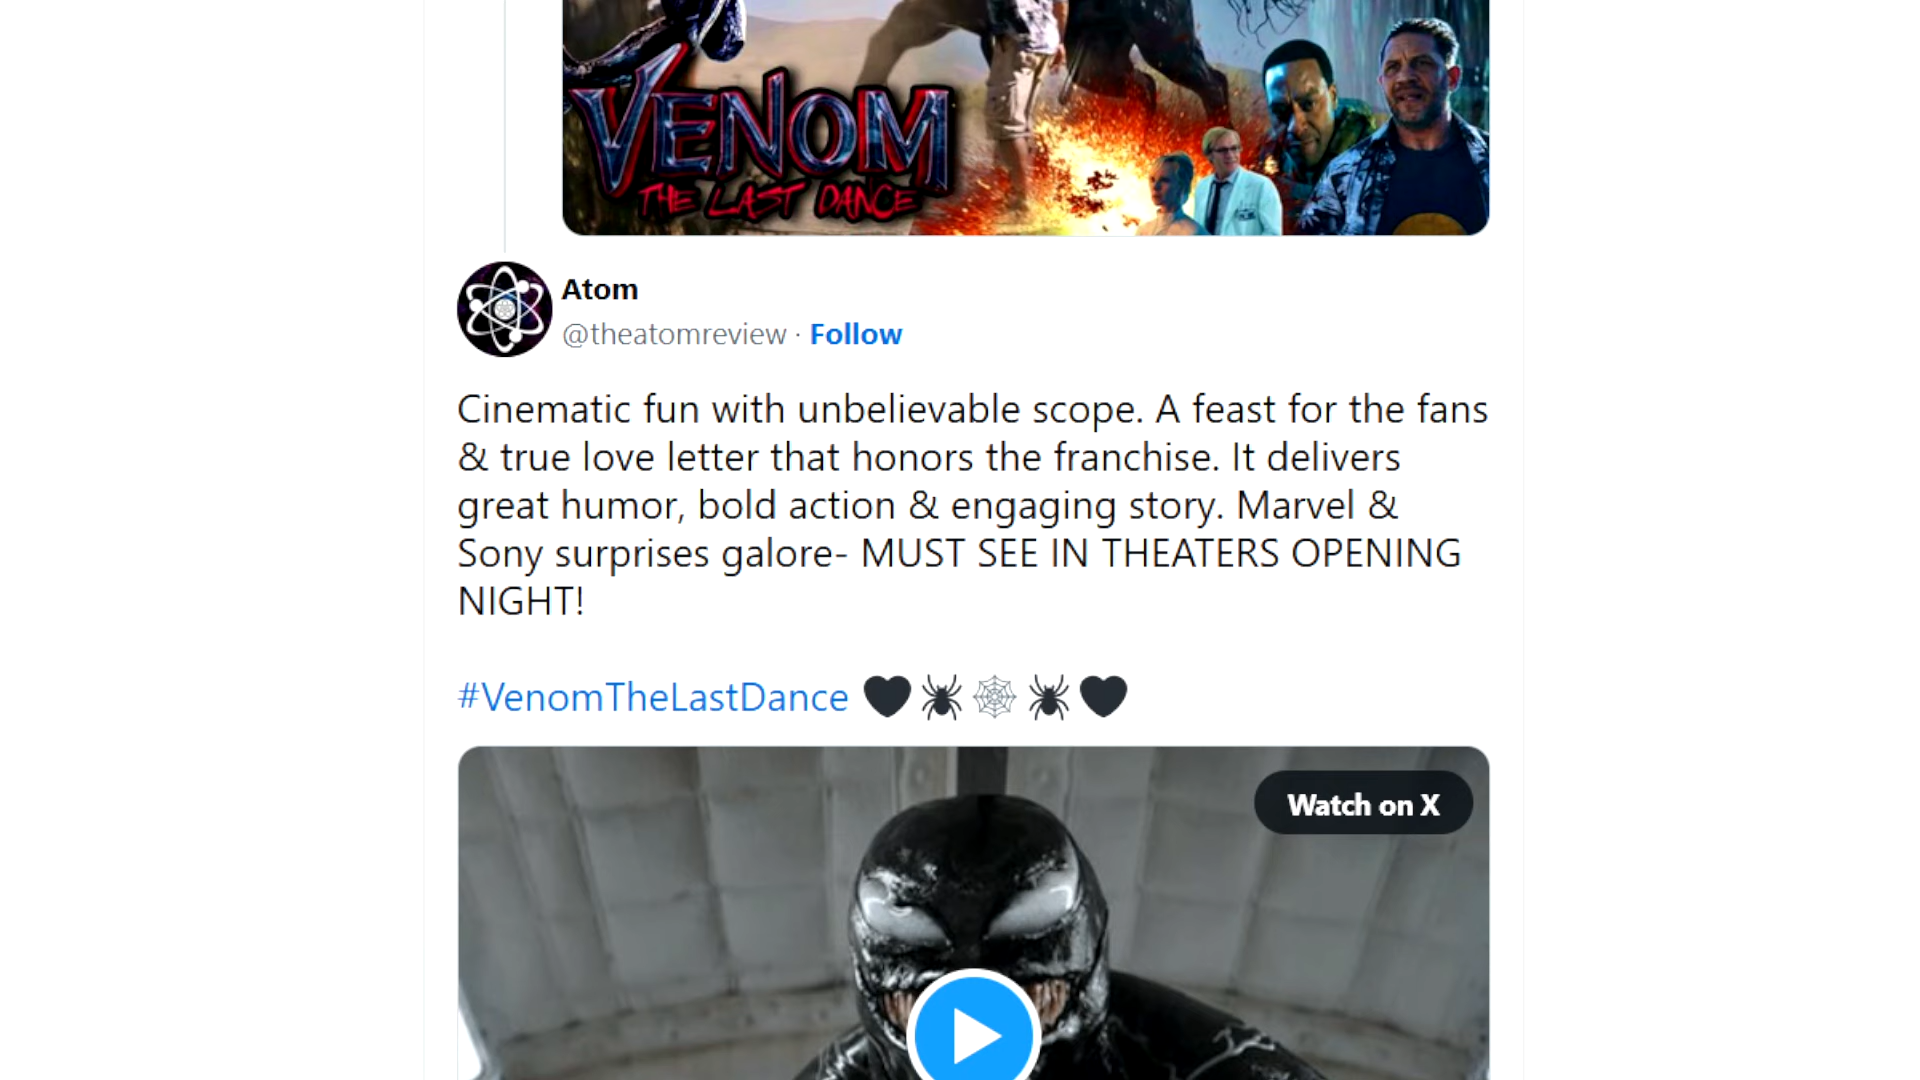 VENOM
THE LAST DANCE
Atom
@theatomreview · Follow
Cinematic fun with unbelievable scope. A feast for the fans
& true love letter that honors the franchise. It delivers
great humor, bold action & engaging story. Marvel &
Sony surprises galore- MUST SEE IN THEATERS OPENING
NIGHT!
#VenomTheLastDance 🖤🕷🕸🕷🖤
Watch on X